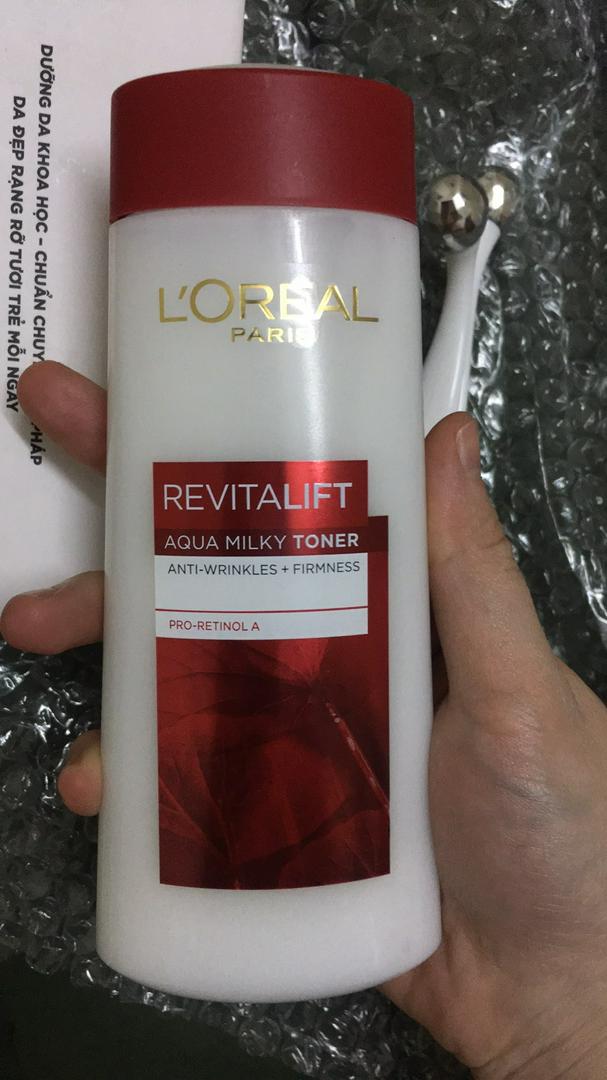 DƯỠNG DA KHOA HỌC – CHUẨN CHUY
PHÁP
DA ĐẸP RẠNG RỠ TƯƠI TRẺ MỖI NGÀY
L'ORÉAL
PARIS
REVITALIFT
AQUA MILKY TONER
ANTI-WRINKLES + FIRMNESS
PRO-RETINOL A